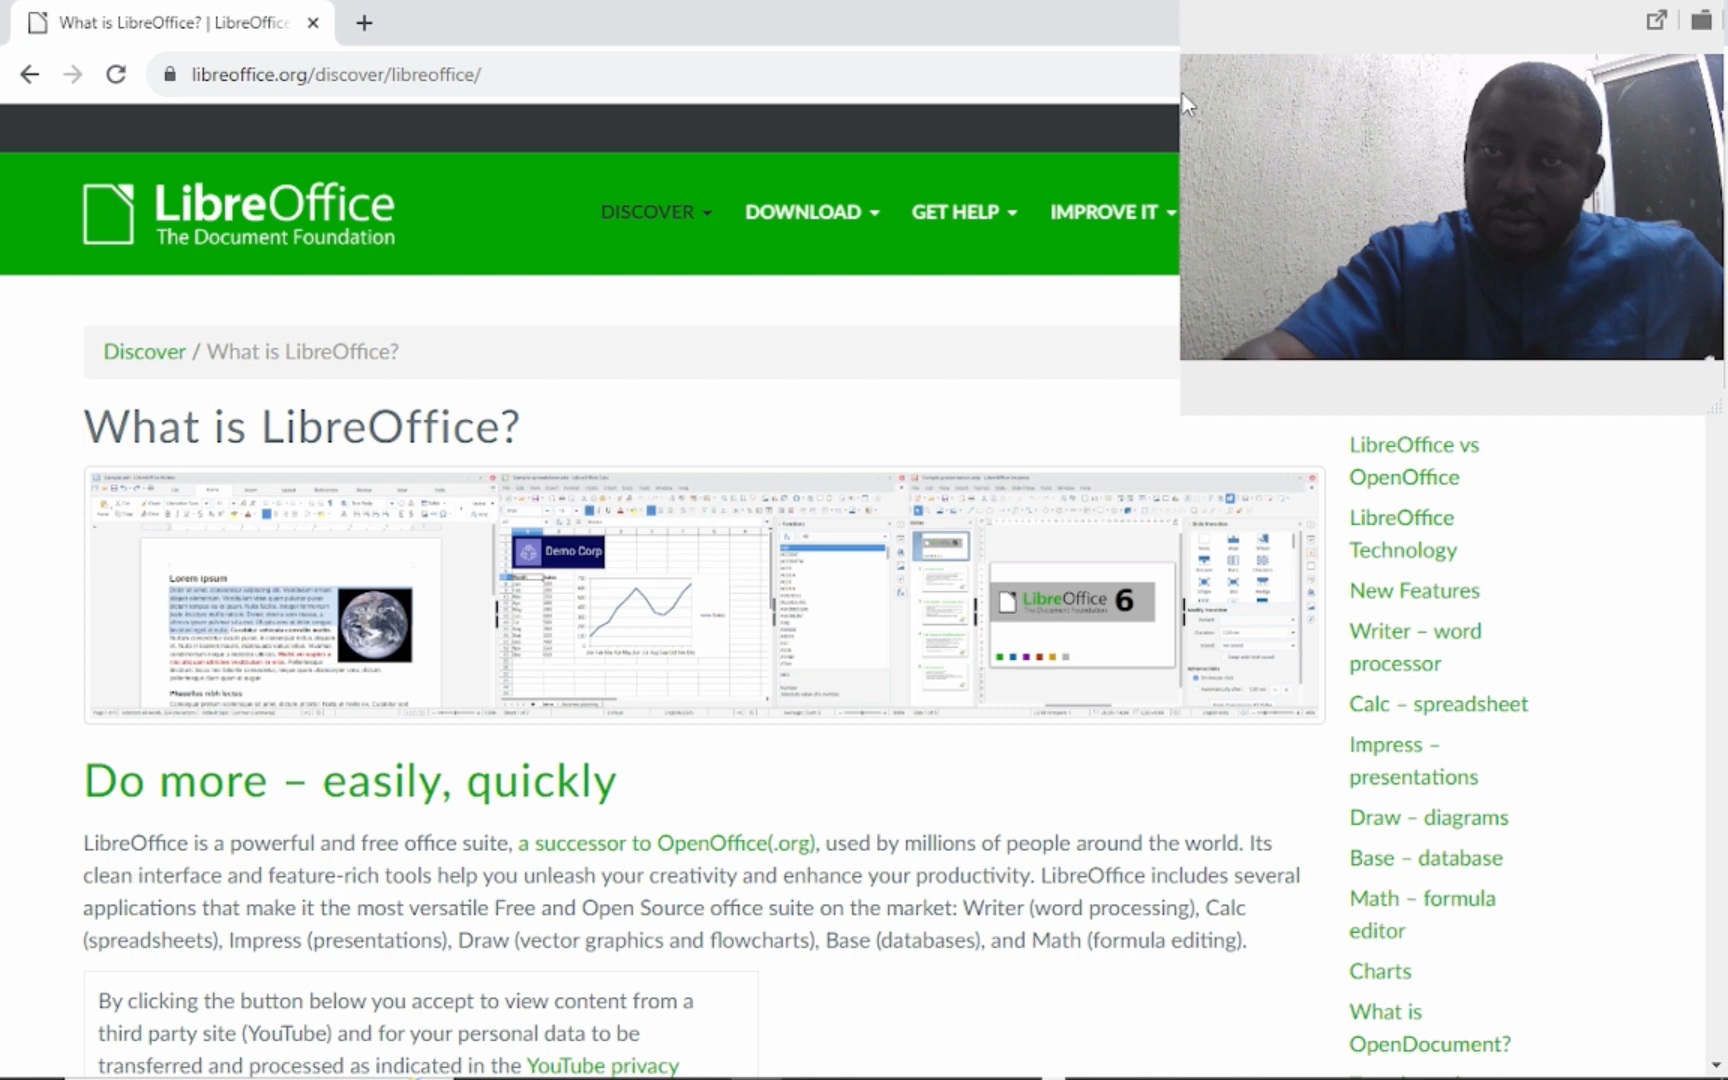 What is LibreOffice? | LibreOffice
libreoffice.org/discover/libreoffice/
LibreOffice
The Document Foundation
DISCOVER
DOWNLOAD
GET HELP
IMPROVE IT
Discover / What is LibreOffice?
What is LibreOffice?
Lorem ipsum
Phasellus nibh lectus
Demo Corp
LibreOffice 6
The Document Foundation
Do more – easily, quickly
LibreOffice is a powerful and free office suite, a successor to OpenOffice(.org), used by millions of people around the world. Its
clean interface and feature-rich tools help you unleash your creativity and enhance your productivity. LibreOffice includes several
applications that make it the most versatile Free and Open Source office suite on the market: Writer (word processing), Calc
(spreadsheets), Impress (presentations), Draw (vector graphics and flowcharts), Base (databases), and Math (formula editing).
By clicking the button below you accept to view content from a
third party site (YouTube) and for your personal data to be
transferred and processed as indicated in the YouTube privacy
LibreOffice vs
OpenOffice
LibreOffice
Technology
New Features
Writer – word
processor
Calc – spreadsheet
Impress –
presentations
Draw – diagrams
Base – database
Math – formula
editor
Charts
What is
OpenDocument?